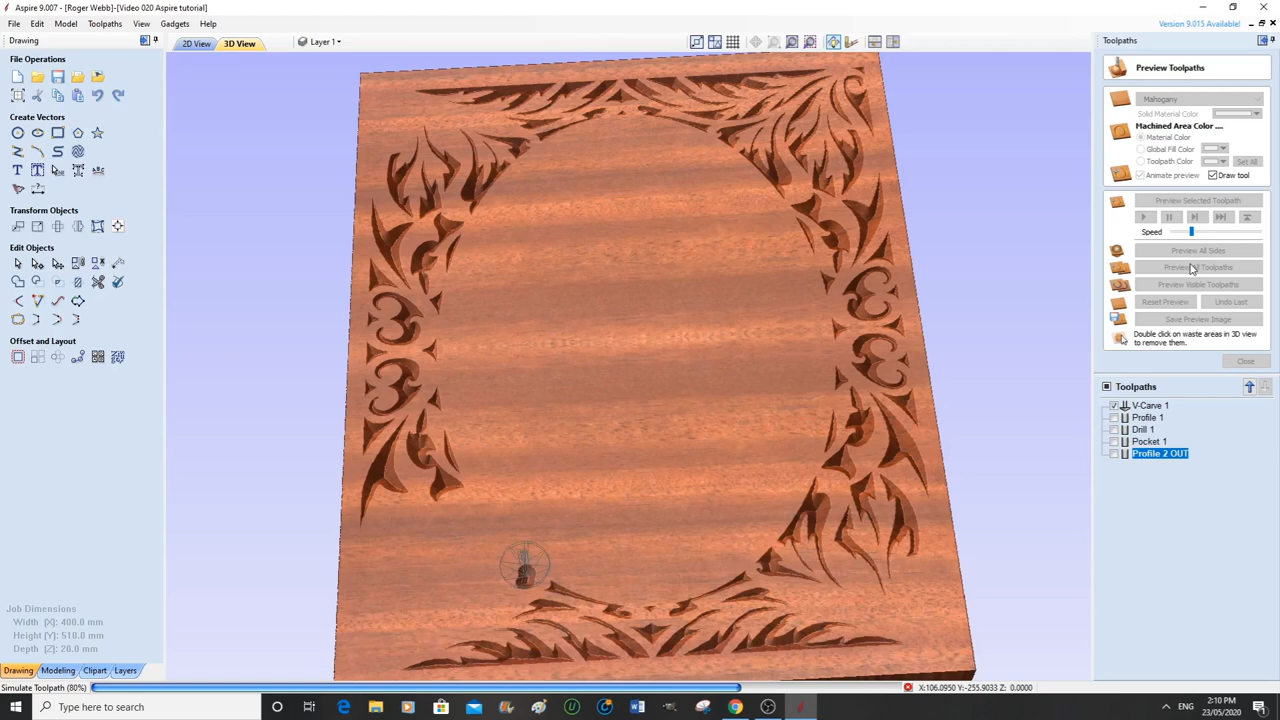 Aspire 9.007 - [Roger Webb] - [Video 020 Aspire tutorial]
File Edit Model Toolpaths View Gadgets Help
Version 9.015 Available!
Drawing
2D View 3D View Layer 1
Toolpaths
File Operations
Create Vectors
Transform Objects
Edit Objects
Offset and Layout
Job Dimensions
Width (X): 400.0 mm
Height (Y): 510.0 mm
Depth (Z): 20.0 mm
Drawing Modeling Clipart Layers
Preview Toolpaths
Mahogany
Solid Material Color
Machined Area Color ...
Material Color
Global Fill Color
Toolpath Color Set All
Animate preview Draw tool
Preview Selected Toolpath
Speed
Preview All Sides
Preview All Toolpaths
Preview Visible Toolpaths
Reset Preview Undo Last
Save Preview Image
Double click on waste areas in 3D view
to remove them.
Close
Toolpaths
V-Carve 1
Profile 1
Drill 1
Pocket 1
Profile 2 OUT
Simulate Toolpath (80%) X:106.0950 Y:-255.9033 Z: 0.0000
Type here to search
ENG
2:10 PM
23/05/2020